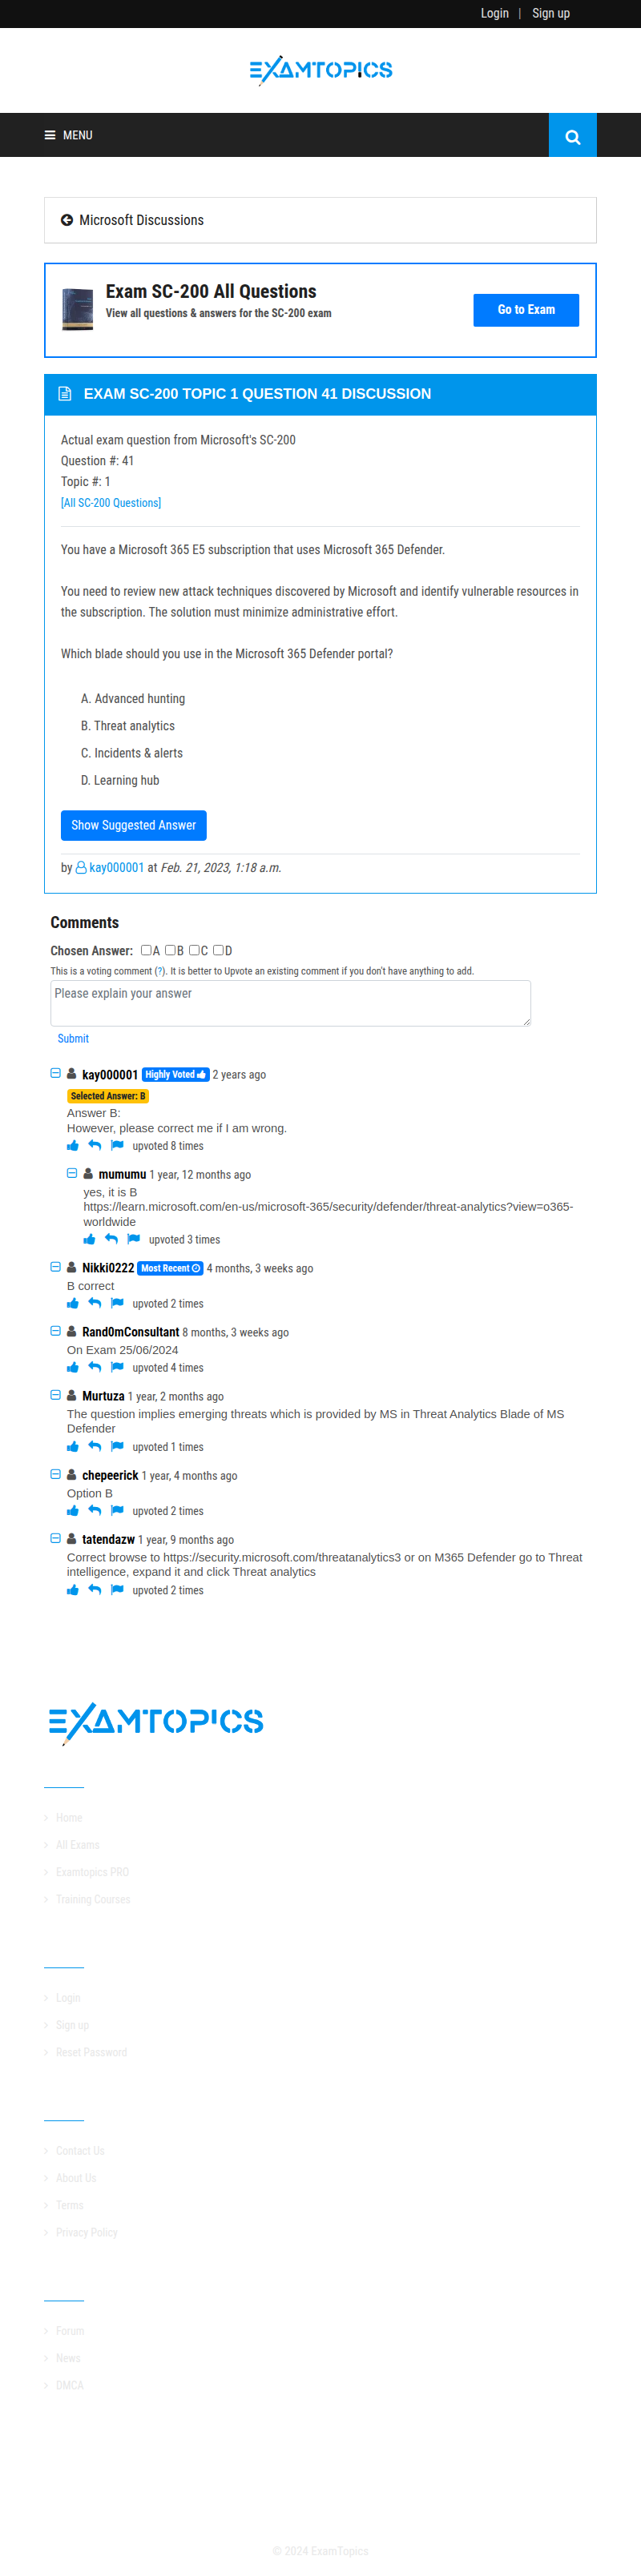 Login | Sign up
EXAMTOPICS
MENU
Microsoft Discussions
Exam SC-200 All Questions
View all questions & answers for the SC-200 exam
Go to Exam
EXAM SC-200 TOPIC 1 QUESTION 41 DISCUSSION
Actual exam question from Microsoft's SC-200
Question #: 41
Topic #: 1
[All SC-200 Questions]
You have a Microsoft 365 E5 subscription that uses Microsoft 365 Defender.
You need to review new attack techniques discovered by Microsoft and identify vulnerable resources in
the subscription. The solution must minimize administrative effort.
Which blade should you use in the Microsoft 365 Defender portal?
A. Advanced hunting
B. Threat analytics
C. Incidents & alerts
D. Learning hub
Show Suggested Answer
by kay000001 at Feb. 21, 2023, 1:18 a.m.
Comments
Chosen Answer: A B C D
This is a voting comment (?). It is better to Upvote an existing comment if you don't have anything to add.
Please explain your answer
Submit
kay000001 Highly Voted 2 years ago
Selected Answer: B
Answer B:
However, please correct me if I am wrong.
upvoted 8 times
mumumu 1 year, 12 months ago
yes, it is B
https://learn.microsoft.com/en-us/microsoft-365/security/defender/threat-analytics?view=o365-
worldwide
upvoted 3 times
Nikki0222 Most Recent 4 months, 3 weeks ago
B correct
upvoted 2 times
Rand0mConsultant 8 months, 3 weeks ago
On Exam 25/06/2024
upvoted 4 times
Murtuza 1 year, 2 months ago
The question implies emerging threats which is provided by MS in Threat Analytics Blade of MS
Defender
upvoted 1 times
chepeerick 1 year, 4 months ago
Option B
upvoted 2 times
tatendazw 1 year, 9 months ago
Correct browse to https://security.microsoft.com/threatanalytics3 or on M365 Defender go to Threat
intelligence, expand it and click Threat analytics
upvoted 2 times
EXAMTOPICS
Home
All Exams
Examtopics PRO
Training Courses
Login
Sign up
Reset Password
Contact Us
About Us
Terms
Privacy Policy
Forum
News
DMCA
© 2024 ExamTopics